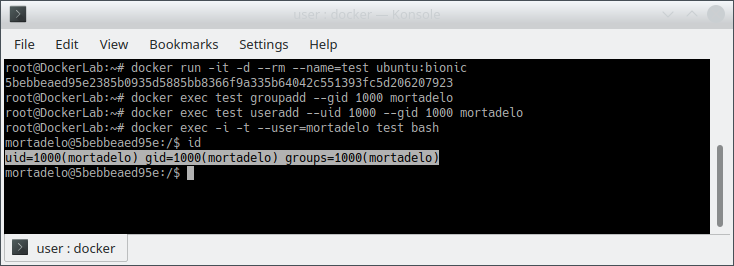 user : docker — Konsole
File Edit View Bookmarks Settings Help
root@DockerLab:~# docker run -it -d --rm --name=test ubuntu:bionic
5bebbeaed95e2385b0935d5885bb8366f9a335b64042c551393fc5d206207923
root@DockerLab:~# docker exec test groupadd --gid 1000 mortadelo
root@DockerLab:~# docker exec test useradd --uid 1000 --gid 1000 mortadelo
root@DockerLab:~# docker exec -i -t --user=mortadelo test bash
mortadelo@5bebbeaed95e:/$ id
uid=1000(mortadelo) gid=1000(mortadelo) groups=1000(mortadelo)
mortadelo@5bebbeaed95e:/$
user : docker